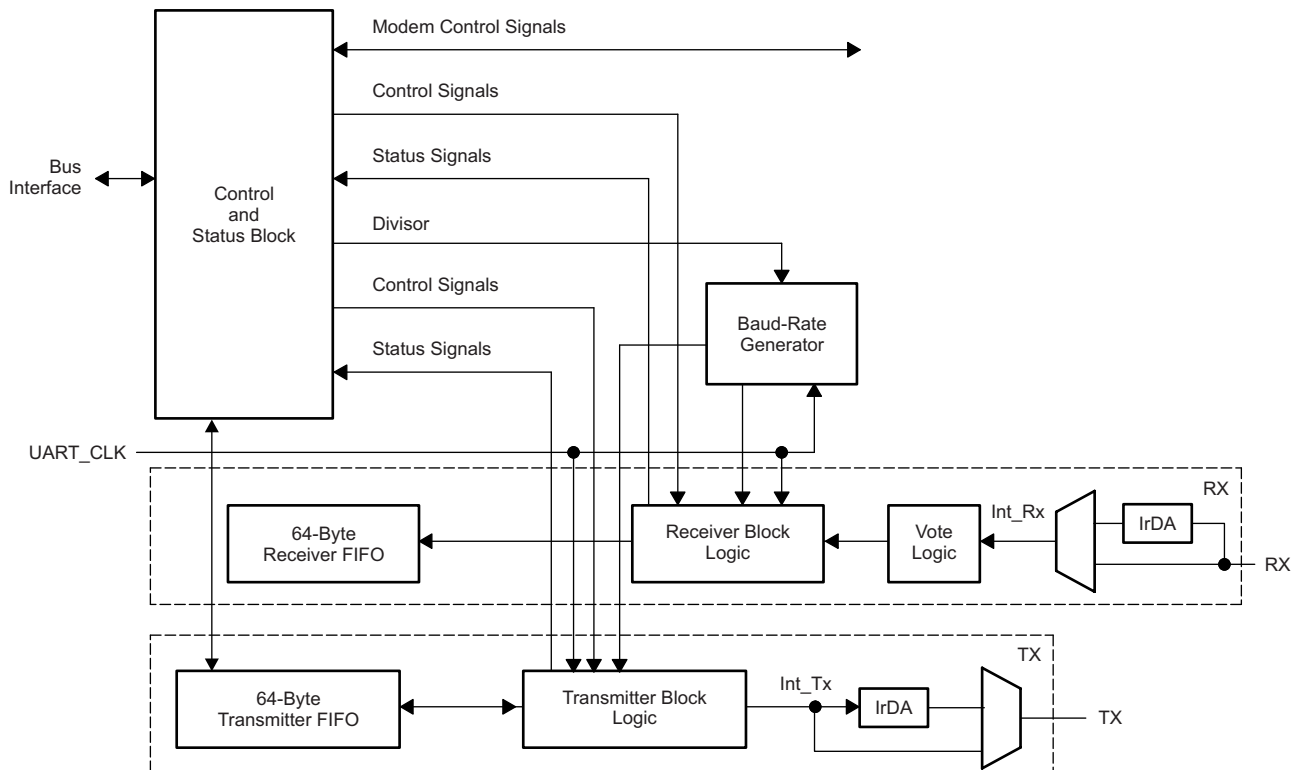 Modem Control Signals
Control Signals
Bus
Interface
Status Signals
Control
and
Status Block
Divisor
Control Signals
Baud-Rate
Generator
Status Signals
UART_CLK
RX
64-Byte
Receiver FIFO
Receiver Block
Logic
Vote
Logic
Int_Rx
IrDA
RX
TX
64-Byte
Transmitter FIFO
Transmitter Block
Logic
Int_Tx
IrDA
TX